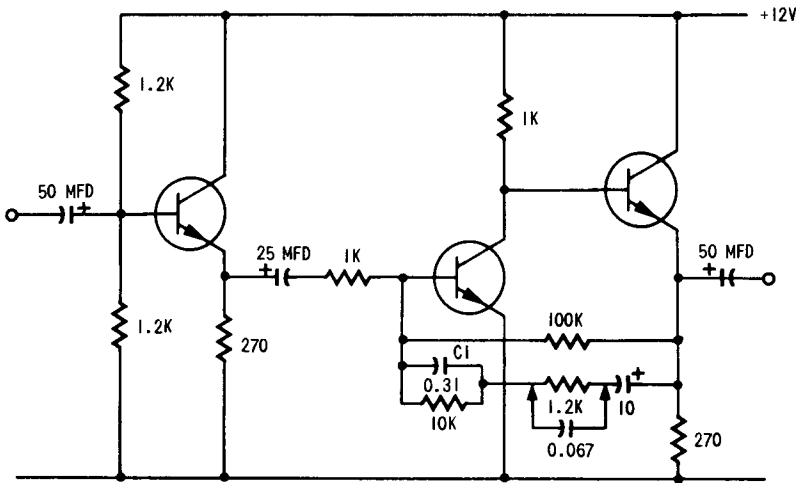 +12V
1.2K
1K
50 MFD
+
25 MFD
+
1K
50 MFD
+
1.2K
270
100K
C1
0.31
10K
1.2K
+
10
0.067
270